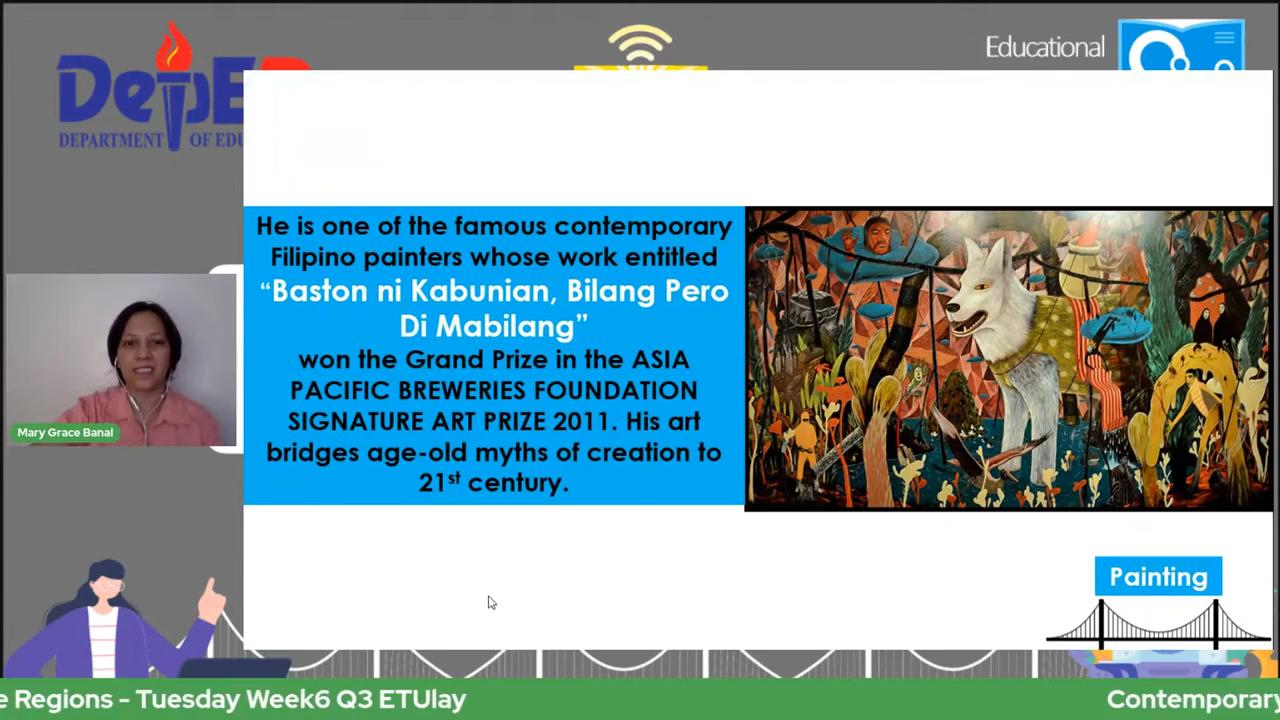 DepE
DEPARTMENT OF EDU
Educational
He is one of the famous contemporary
Filipino painters whose work entitled
“Baston ni Kabunian, Bilang Pero
Di Mabilang”
won the Grand Prize in the ASIA
PACIFIC BREWERIES FOUNDATION
SIGNATURE ART PRIZE 2011. His art
bridges age-old myths of creation to
21st century.
Mary Grace Banal
Painting
e Regions - Tuesday Week6 Q3 ETUlay
Contemporary